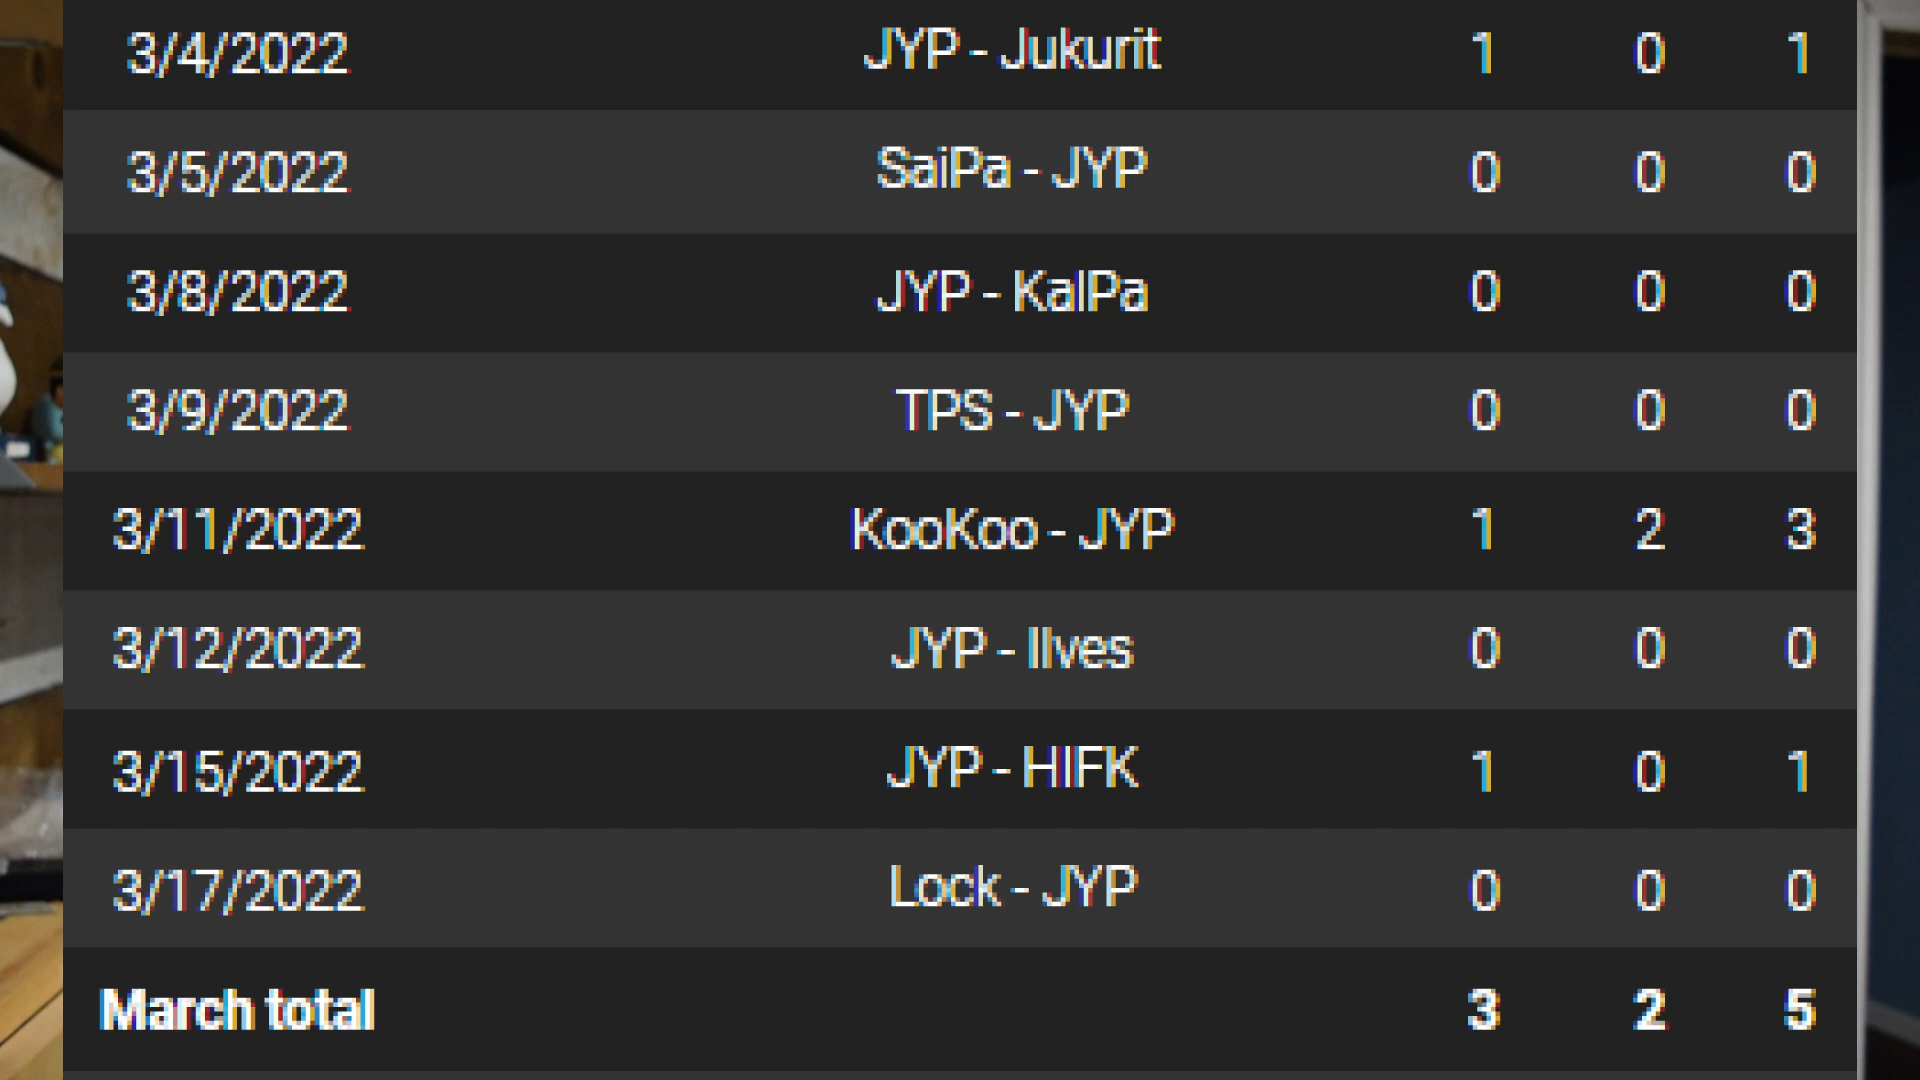 3/4/2022 JYP - Jukurit 1 0 1
3/5/2022 SaiPa - JYP 0 0 0
3/8/2022 JYP - KalPa 0 0 0
3/9/2022 TPS - JYP 0 0 0
3/11/2022 KooKoo - JYP 1 2 3
3/12/2022 JYP - Ilves 0 0 0
3/15/2022 JYP - HIFK 1 0 1
3/17/2022 Lock - JYP 0 0 0
March total 3 2 5